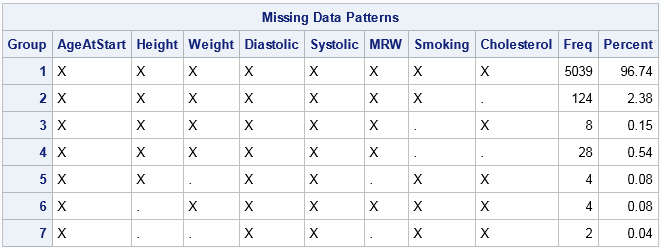 Missing Data Patterns
Group AgeAtStart Height Weight Diastolic Systolic MRW Smoking Cholesterol Freq Percent
1 X X X X X X X X 5039 96.74
2 X X X X X X X . 124 2.38
3 X X X X X X . X 8 0.15
4 X X X X X X . . 28 0.54
5 X X . X X . X X 4 0.08
6 X . X X X X X X 4 0.08
7 X . . X X . X X 2 0.04